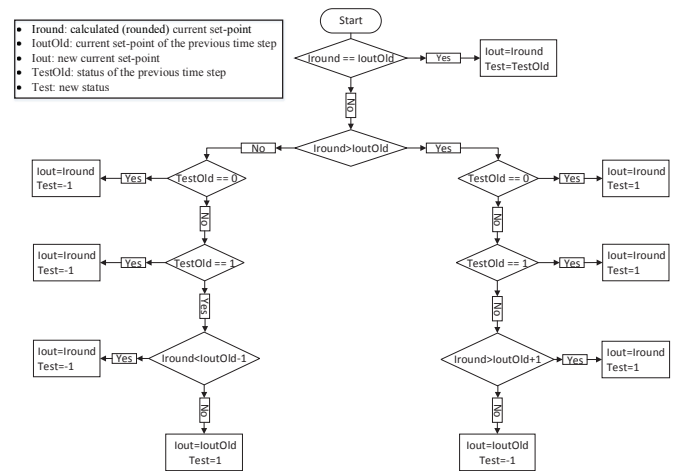 • Iround: calculated (rounded) current set-point
• IoutOld: current set-point of the previous time step
• Iout: new current set-point
• TestOld: status of the previous time step
• Test: new status
Start
Iround == IoutOld
Yes
Iout=Iround
Test=TestOld
No
Iround>IoutOld
No
Yes
TestOld == 0
Yes
Iout=Iround
Test=-1
TestOld == 0
Yes
Iout=Iround
Test=1
No
No
TestOld == 1
Yes
Iout=Iround
Test=-1
TestOld == 1
Yes
Iout=Iround
Test=1
Yes
No
Iround<IoutOld-1
Yes
Iout=Iround
Test=-1
Iround>IoutOld+1
Yes
Iout=Iround
Test=1
No
No
Iout=IoutOld
Test=1
Iout=IoutOld
Test=-1